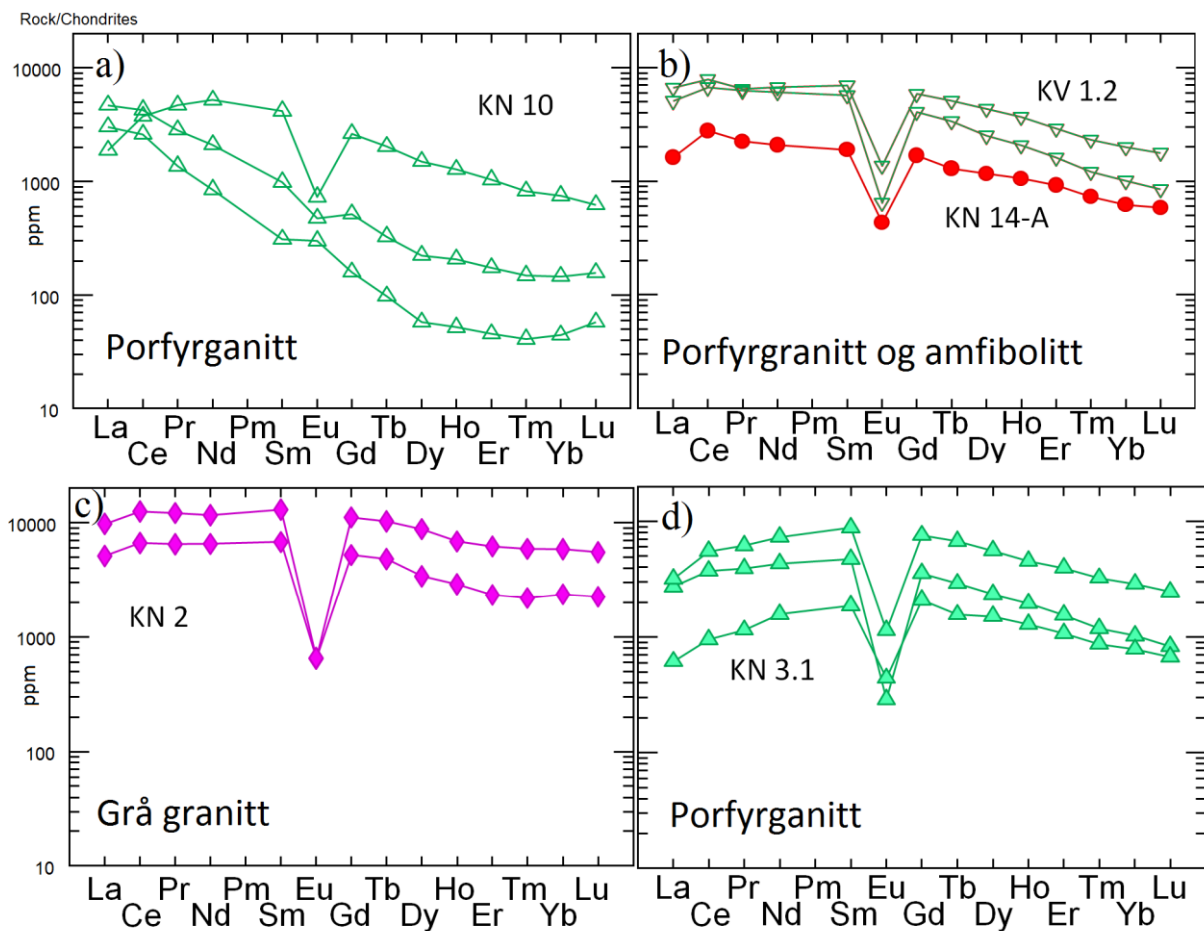 Rock/Chondrites
a)
10000
1000
100
10
ppm
KN 10
Porfyrganitt
La Ce Pr Nd Pm Sm Eu Gd Tb Dy Ho Er Tm Yb Lu
b)
KV 1.2
KN 14-A
Porfyrgranitt og amfibolitt
La Ce Pr Nd Pm Sm Eu Gd Tb Dy Ho Er Tm Yb Lu
c)
10000
1000
100
10
ppm
KN 2
Grå granitt
La Ce Pr Nd Pm Sm Eu Gd Tb Dy Ho Er Tm Yb Lu
d)
KN 3.1
Porfyrganitt
La Ce Pr Nd Pm Sm Eu Gd Tb Dy Ho Er Tm Yb Lu